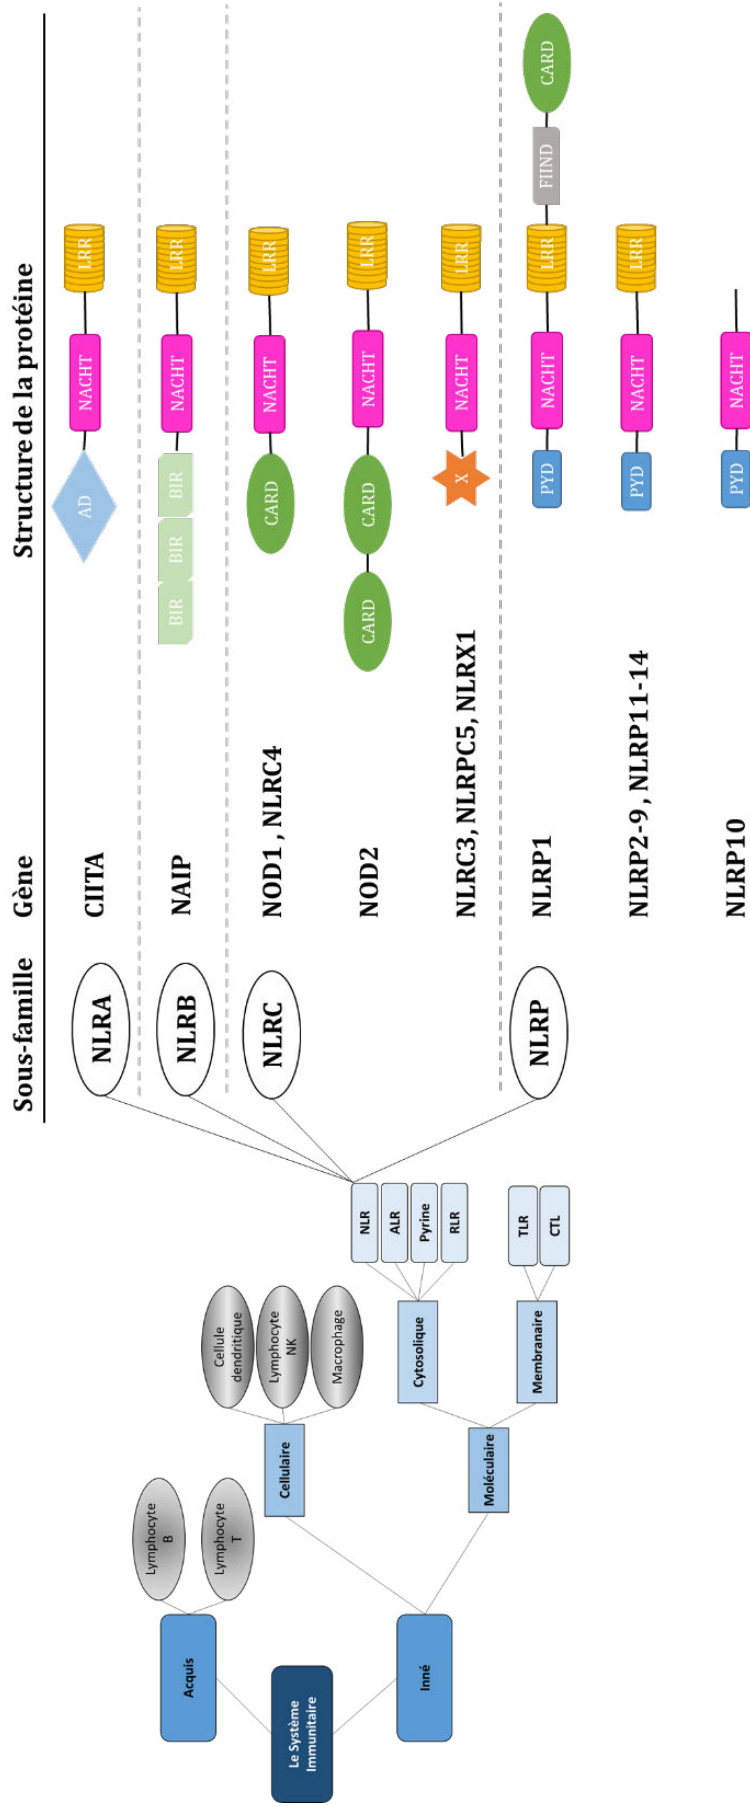 Le Système
Immunitaire
Acquis
Inné
Lymphocyte
B
Lymphocyte
T
Cellulaire
Moléculaire
Cellule
dendritique
Lymphocyte
NK
Macrophage
Cytosolique
Membranaire
NLR
ALR
Pyrine
RLR
TLR
CTL
Sous-famille Gène Structure de la protéine
NLRA CIITA AD NACHT LRR
NLRB NAIP BIR BIR BIR NACHT LRR
NLRC NOD1 , NLRC4 CARD NACHT LRR
NOD2 CARD CARD NACHT LRR
NLRC3, NLRPC5, NLRX1 X NACHT LRR
NLRP NLRP1 PYD NACHT LRR FIIND CARD
NLRP2-9, NLRP11-14 PYD NACHT LRR
NLRP10 PYD NACHT